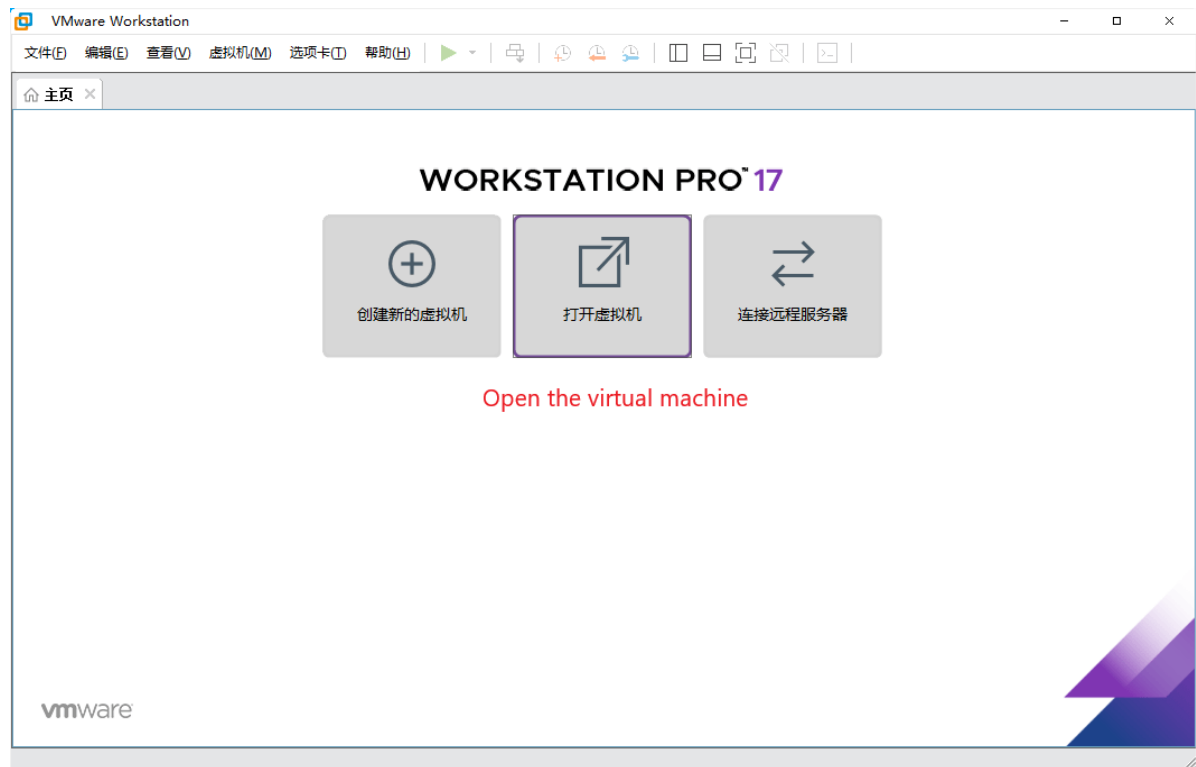 VMware Workstation
文件(F) 编辑(E) 查看(V) 虚拟机(M) 选项卡(T) 帮助(H)
主页
WORKSTATION PRO™ 17
创建新的虚拟机 打开虚拟机 连接远程服务器
Open the virtual machine
vmware